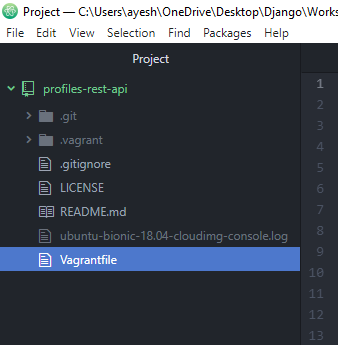 Project — C:\Users\ayesh\OneDrive\Desktop\Django\Works
File Edit View Selection Find Packages Help
Project
profiles-rest-api
.git
.vagrant
.gitignore
LICENSE
README.md
ubuntu-bionic-18.04-cloudimg-console.log
Vagrantfile
1
2
3
4
5
6
7
8
9
10
11
12
13